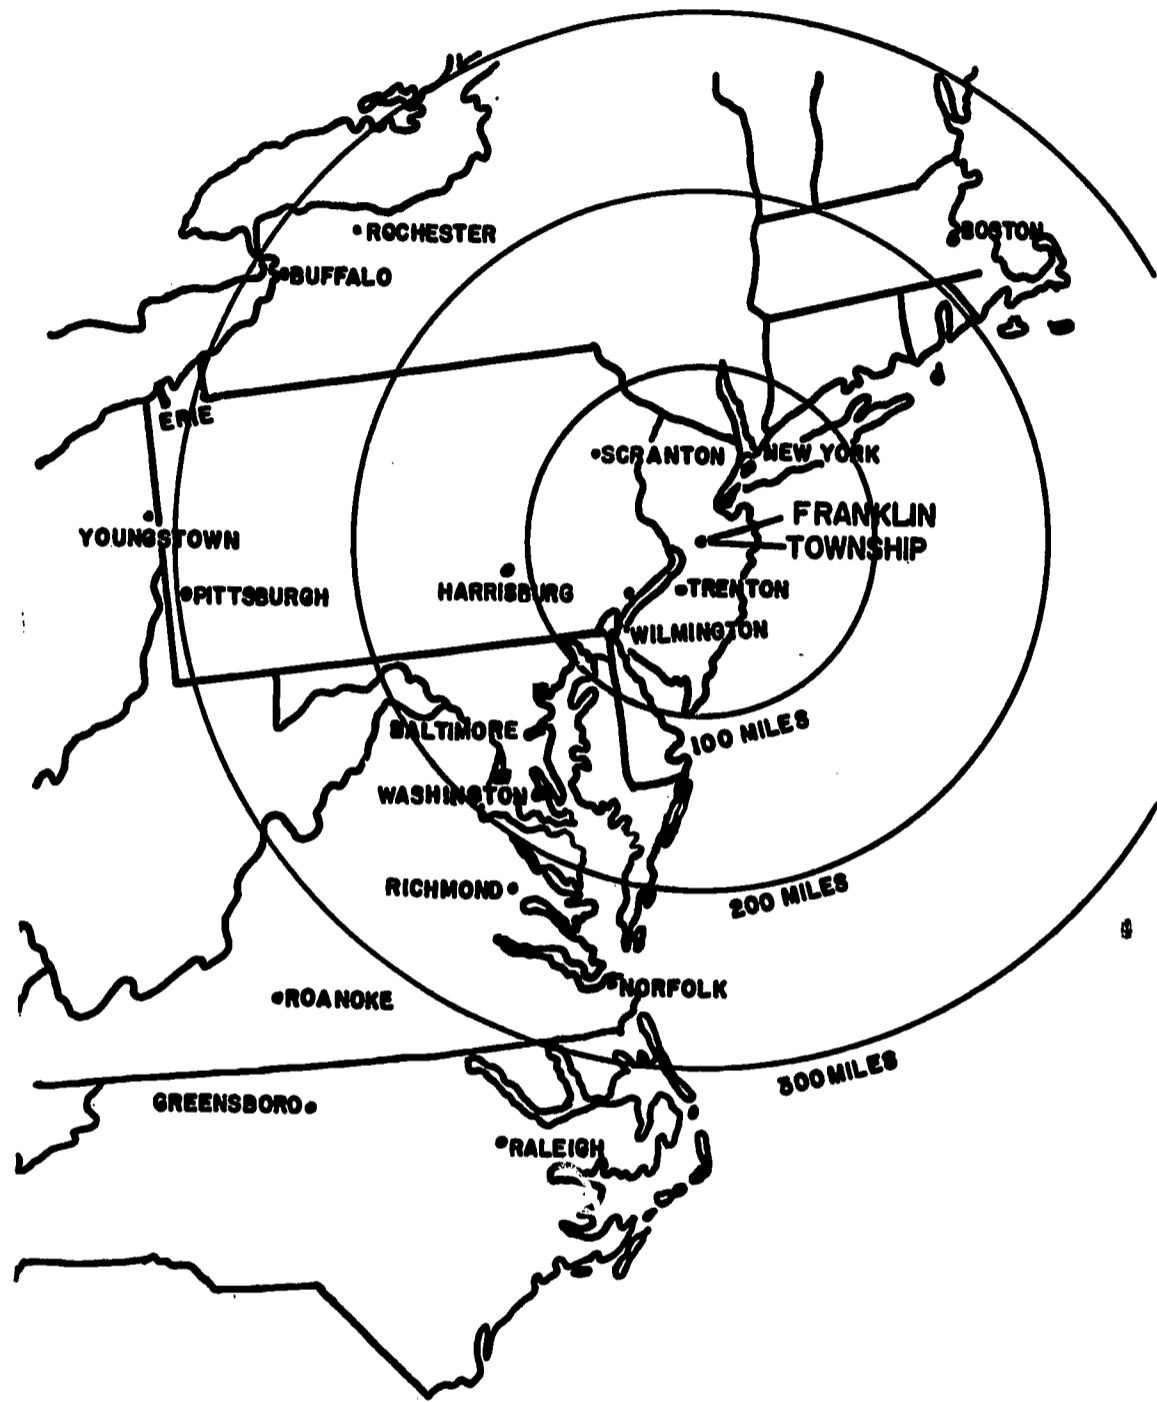 ROCHESTER
BOSTON
BUFFALO
ERIE
SCRANTON
NEW YORK
FRANKLIN
TOWNSHIP
YOUNGSTOWN
PITTSBURGH
HARRISBURG
TRENTON
WILMINGTON
BALTIMORE
100 MILES
WASHINGTON
RICHMOND
200 MILES
NORFOLK
ROANOKE
300 MILES
GREENSBORO
RALEIGH